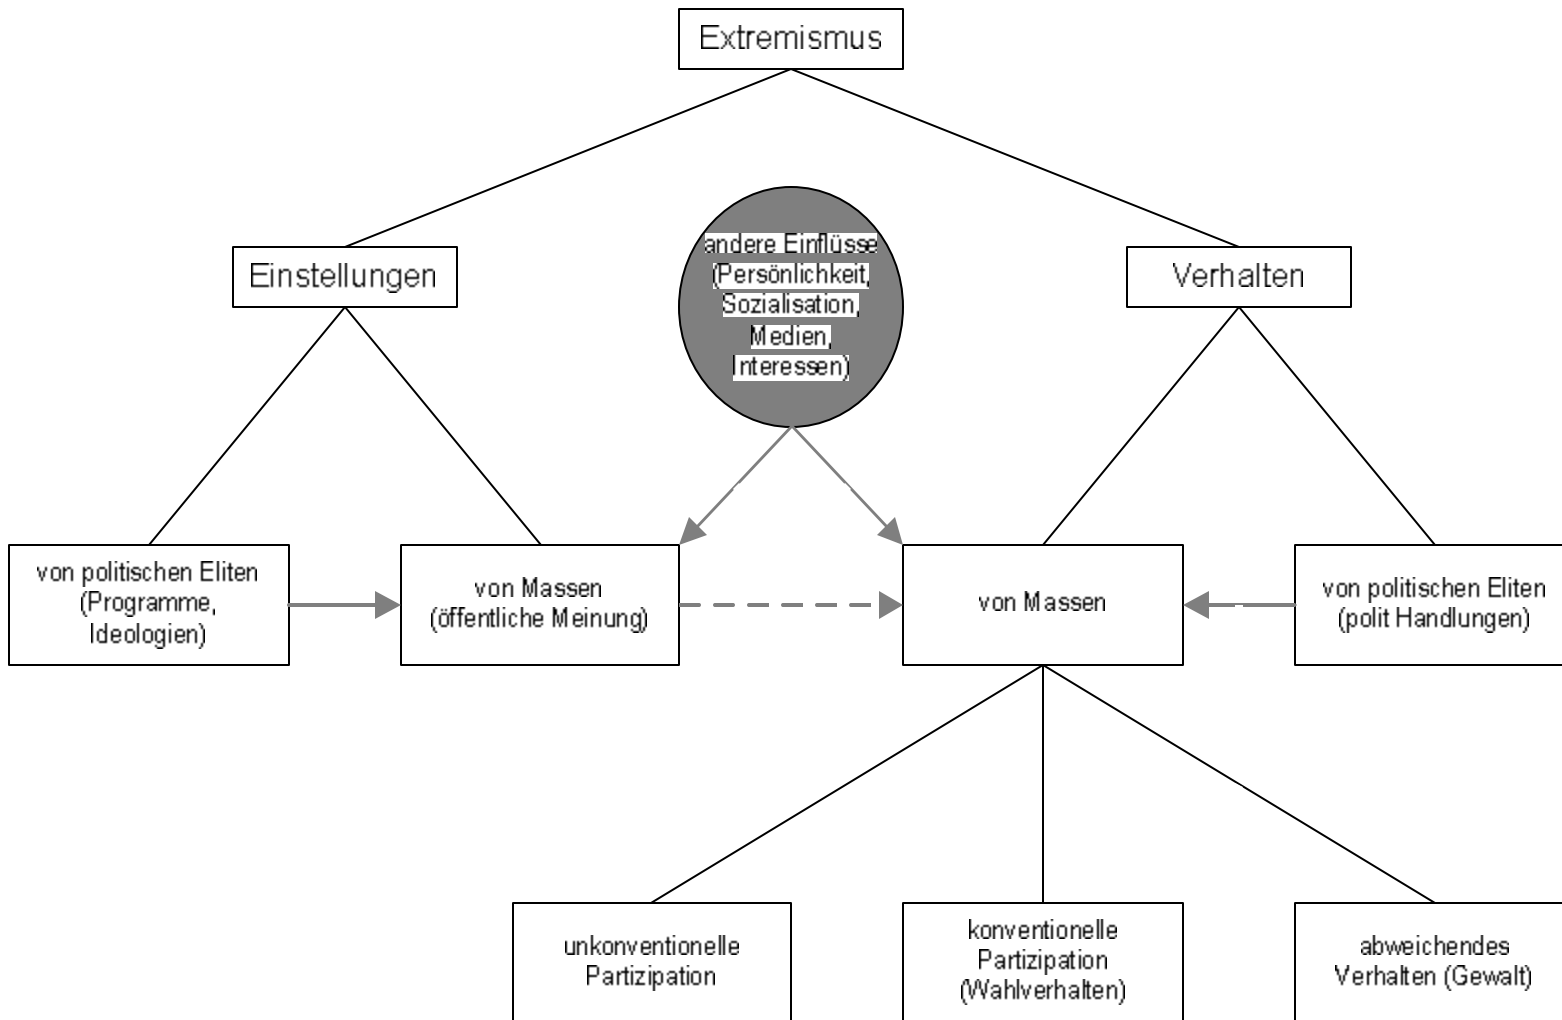 Extremismus
andere Einflüsse
(Persönlichkeit,
Sozialisation,
Medien,
Interessen)
Einstellungen
Verhalten
von politischen Eliten
(Programme,
Ideologien)
von Massen
(öffentliche Meinung)
von Massen
von politischen Eliten
(polit Handlungen)
unkonventionelle
Partizipation
konventionelle
Partizipation
(Wahlverhalten)
abweichendes
Verhalten (Gewalt)